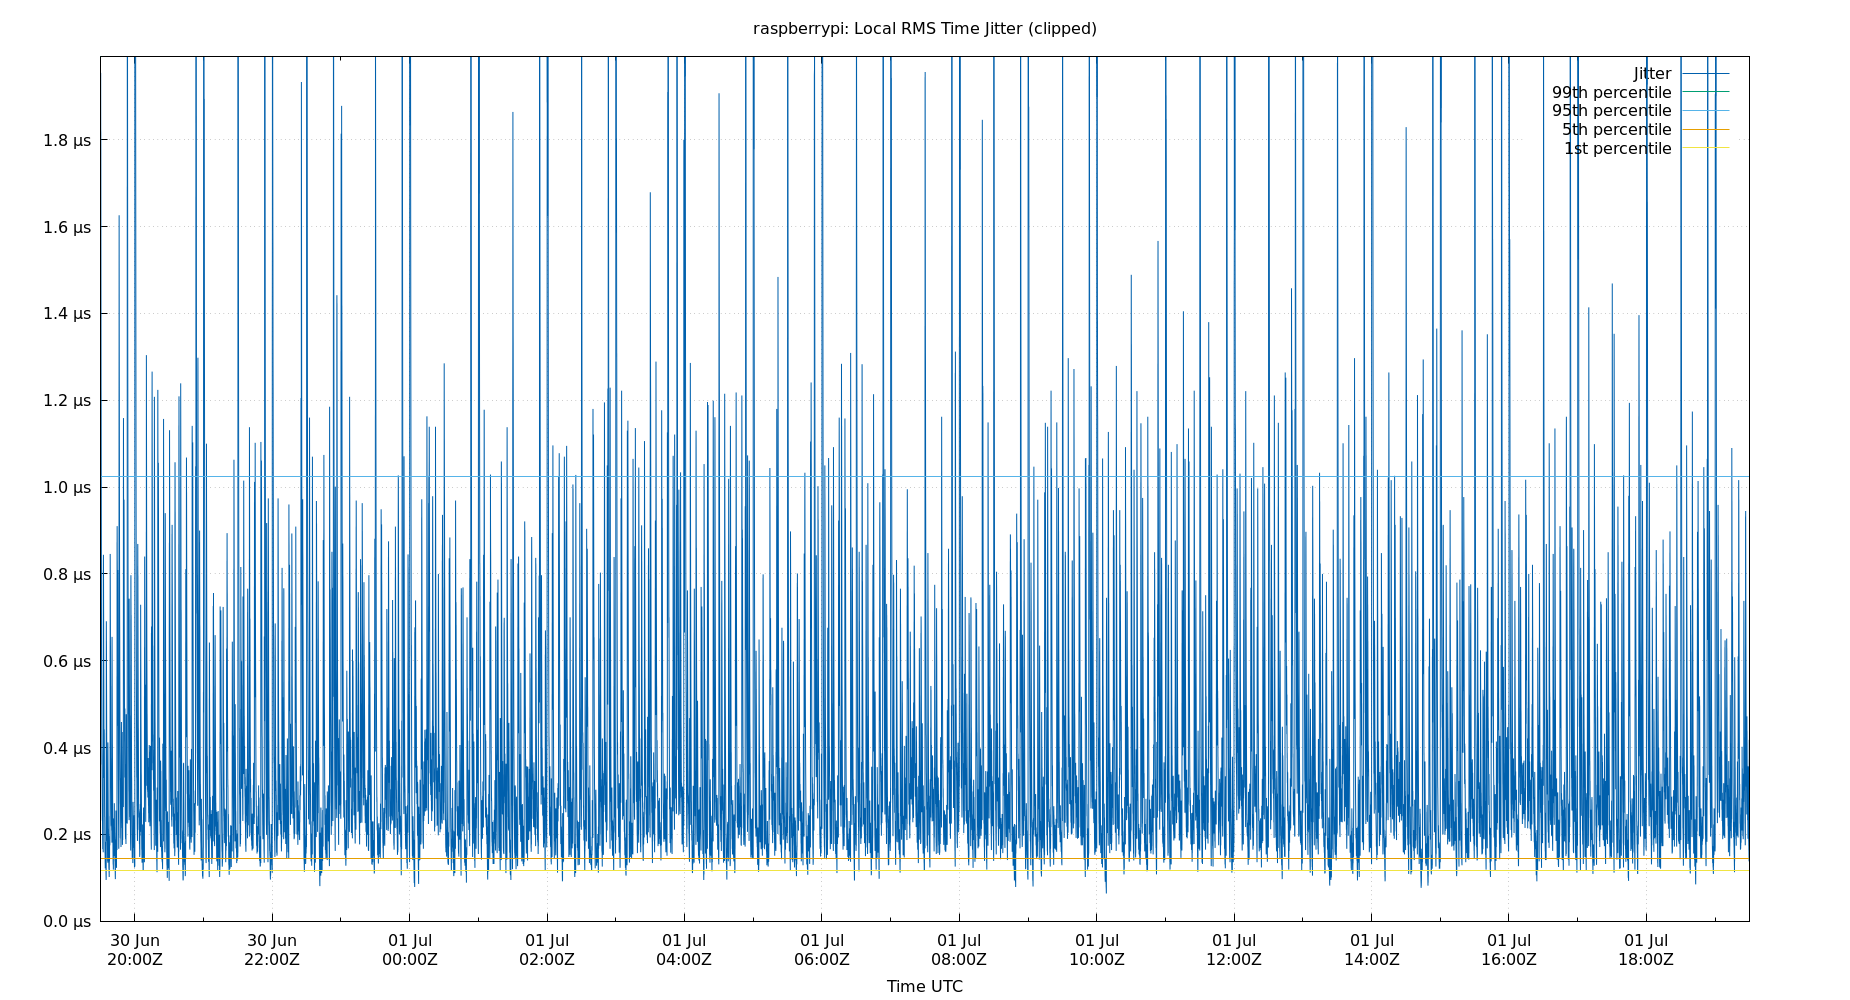 raspberrypi: Local RMS Time Jitter (clipped)
Jitter
99th percentile
95th percentile
5th percentile
1st percentile
1.8 µs
1.6 µs
1.4 µs
1.2 µs
1.0 µs
0.8 µs
0.6 µs
0.4 µs
0.2 µs
0.0 µs
30 Jun 30 Jun 01 Jul 01 Jul 01 Jul 01 Jul 01 Jul 01 Jul 01 Jul 01 Jul 01 Jul 01 Jul
20:00Z 22:00Z 00:00Z 02:00Z 04:00Z 06:00Z 08:00Z 10:00Z 12:00Z 14:00Z 16:00Z 18:00Z
Time UTC